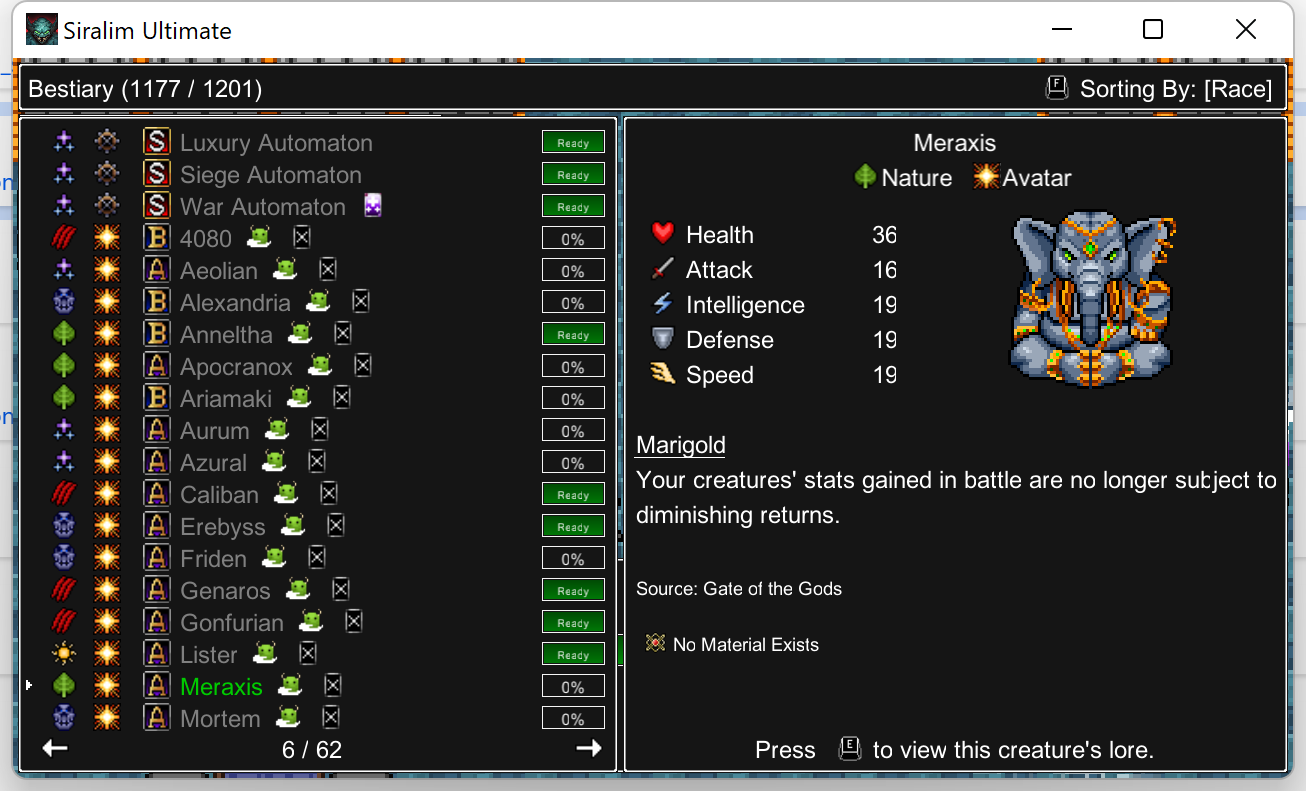 Siralim Ultimate
Bestiary (1177 / 1201)
F Sorting By: [Race]
S Luxury Automaton Ready
S Siege Automaton Ready
S War Automaton Ready
B 4080 0%
A Aeolian 0%
B Alexandria 0%
B Anneltha Ready
A Apocranox 0%
B Ariamaki 0%
A Aurum 0%
A Azural 0%
A Caliban Ready
A Erebyss Ready
A Friden 0%
A Genaros Ready
A Gonfurian Ready
A Lister Ready
A Meraxis 0%
A Mortem 0%
6 / 62
Meraxis
Nature Avatar
Health 36
Attack 16
Intelligence 19
Defense 19
Speed 19
Marigold
Your creatures' stats gained in battle are no longer subject to
diminishing returns.
Source: Gate of the Gods
No Material Exists
Press E to view this creature's lore.